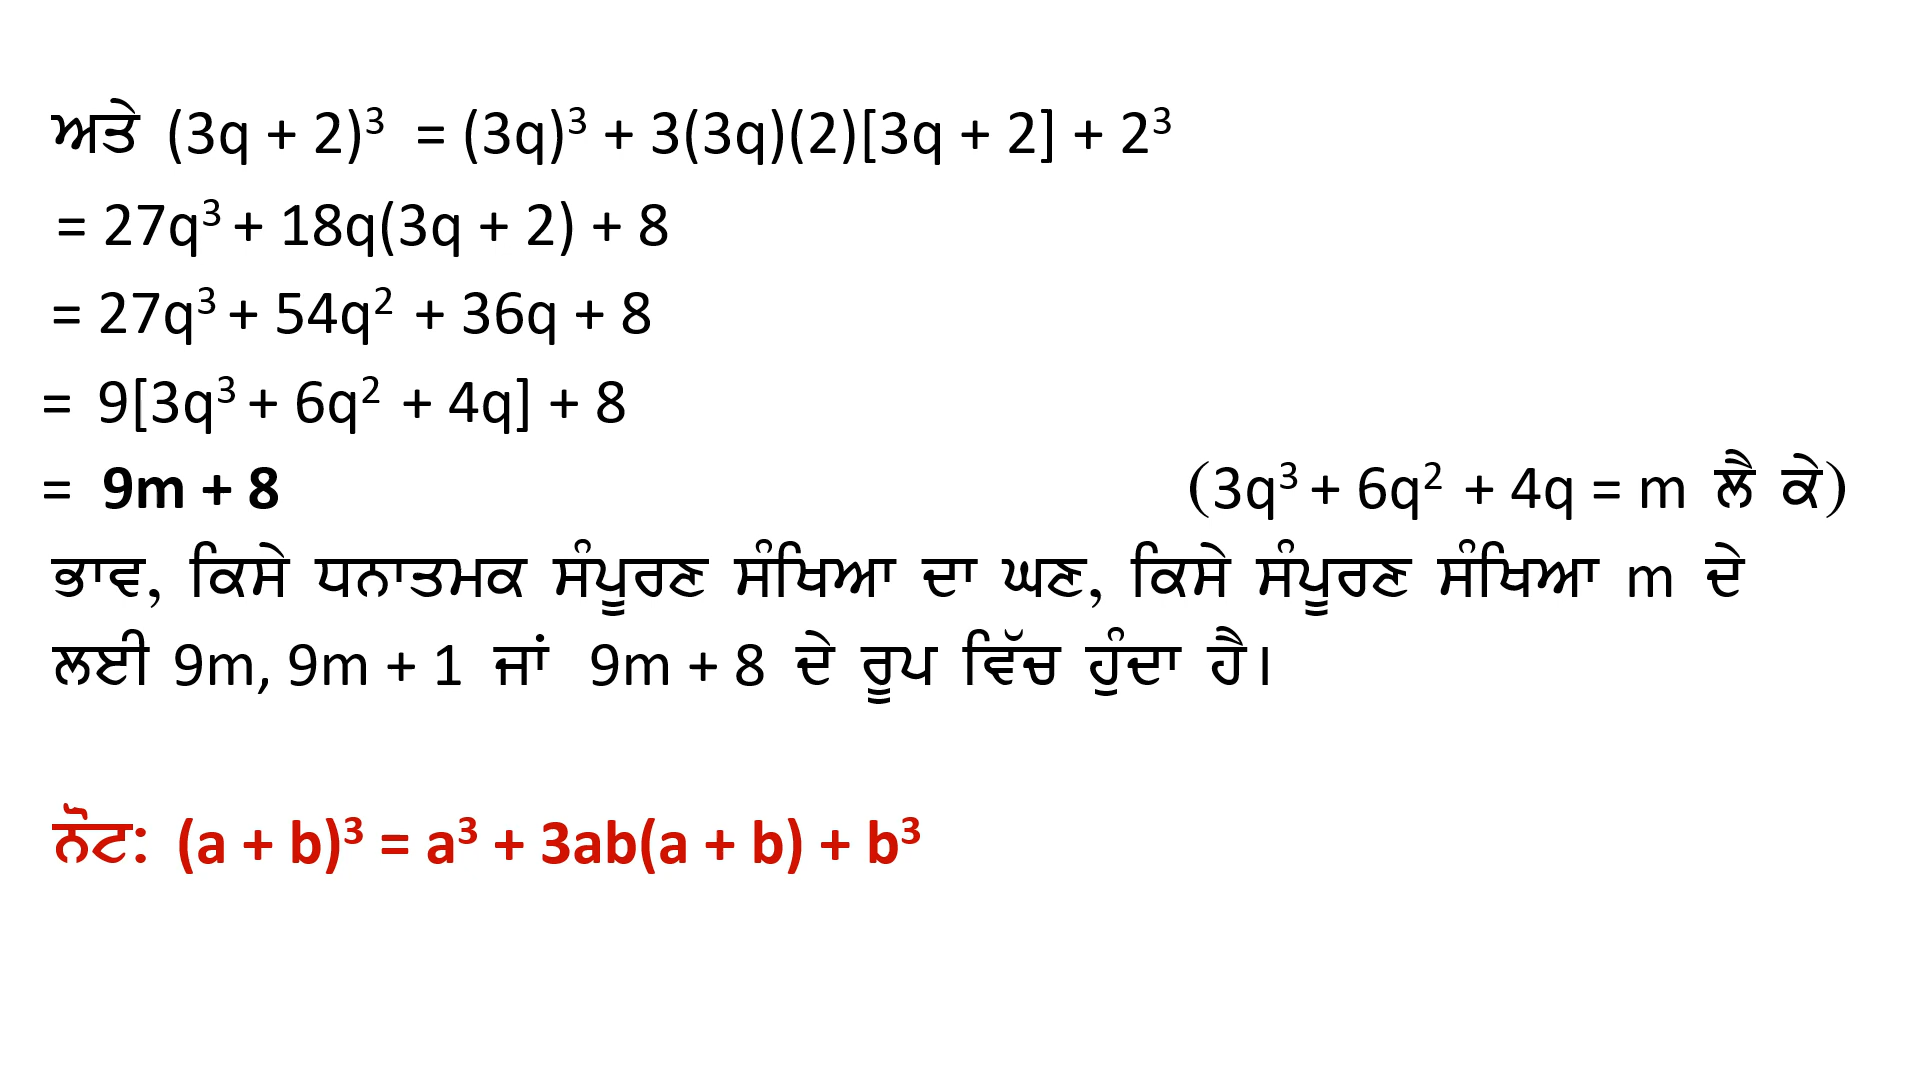 ਅਤੇ (3q + 2)³ = (3q)³ + 3(3q)(2)[3q + 2] + 2³
= 27q³ + 18q(3q + 2) + 8
= 27q³ + 54q² + 36q + 8
= 9[3q³ + 6q² + 4q] + 8
= 9m + 8 (3q³ + 6q² + 4q = m ਲੈ ਕੇ)
ਭਾਵ, ਕਿਸੇ ਧਨਾਤਮਕ ਸੰਪੂਰਣ ਸੰਖਿਆ ਦਾ ਘਣ, ਕਿਸੇ ਸੰਪੂਰਣ ਸੰਖਿਆ m ਦੇ
ਲਈ 9m, 9m + 1 ਜਾਂ 9m + 8 ਦੇ ਰੂਪ ਵਿੱਚ ਹੁੰਦਾ ਹੈ।
ਨੋਟ: (a + b)³ = a³ + 3ab(a + b) + b³